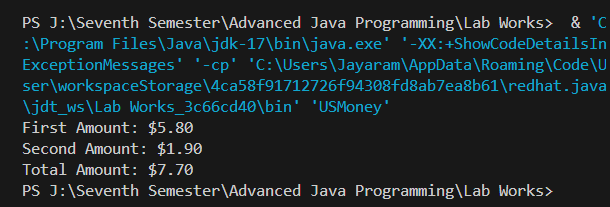 PS J:\Seventh Semester\Advanced Java Programming\Lab Works>  & 'C
:\Program Files\Java\jdk-17\bin\java.exe' '-XX:+ShowCodeDetailsIn
ExceptionMessages' '-cp' 'C:\Users\Jayaram\AppData\Roaming\Code\U
ser\workspaceStorage\4ca58f91712726f94308fd8ab7ea8b61\redhat.java
\jdt_ws\Lab Works_3c66cd40\bin' 'USMoney'
First Amount: $5.80
Second Amount: $1.90
Total Amount: $7.70
PS J:\Seventh Semester\Advanced Java Programming\Lab Works>